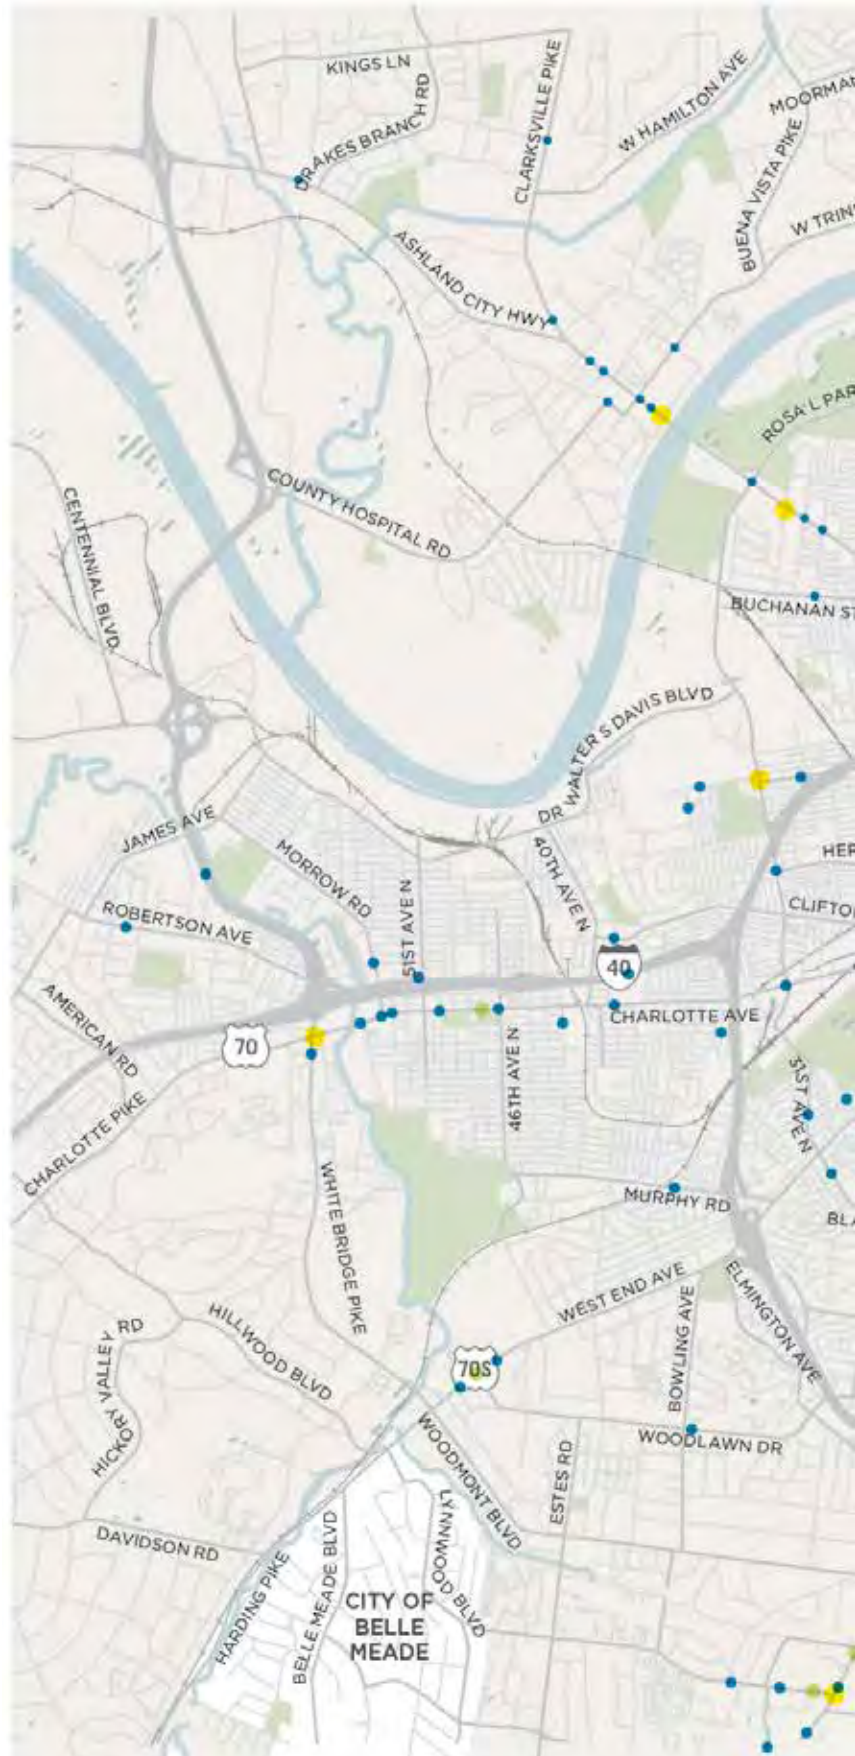 KINGS LN
CLARKSVILLE PIKE
W HAMILTON AVE
MOORMAN
DRAKES BRANCH RD
BUENA VISTA PIKE
W TRINI
ASHLAND CITY HWY
ROSA L PAR
CENTENNIAL BLVD
COUNTY HOSPITAL RD
BUCHANAN ST
DR WALTER S DAVIS BLVD
JAMES AVE
MORROW RD
40TH AVE N
HER
51ST AVE N
ROBERTSON AVE
CLIFTO
40
AMERICAN RD
CHARLOTTE AVE
70
46TH AVE N
31ST AVE N
CHARLOTTE PIKE
WHITE BRIDGE PIKE
MURPHY RD
BLA
WEST END AVE
ELMINGTON AVE
HICKORY VALLEY RD
HILLWOOD BLVD
BOWLING AVE
70S
WOODLAWN DR
WOODMONT BLVD
ESTES RD
LYNNWOOD BLVD
DAVIDSON RD
HARDING PIKE
BELLE MEADE BLVD
CITY OF
BELLE
MEADE